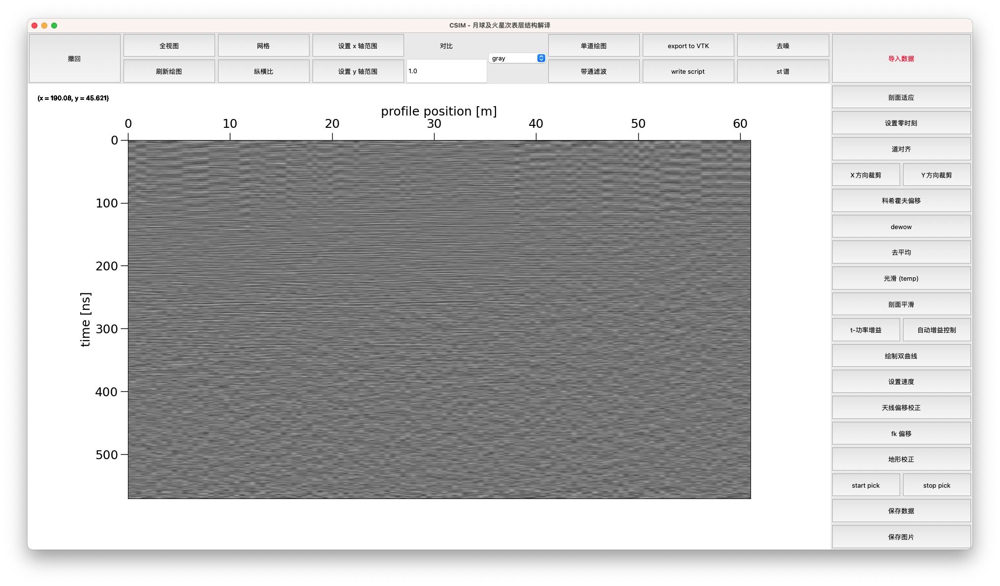 CSIM - 月球及火星次表层结构解译
撤回
全视图
网格
设置 x 轴范围
对比
gray
单道绘图
export to VTK
去噪
导入数据
刷新绘图
纵横比
设置 y 轴范围
1.0
带通滤波
write script
st 谱
(x = 190.08, y = 45.621)
profile position [m]
0 10 20 30 40 50 60
0
100
200
300
400
500
time [ns]
剖面适应
设置零时刻
道对齐
X 方向裁剪
Y 方向裁剪
科希霍夫偏移
dewow
去平均
光滑 (temp)
剖面平滑
t-功率增益
自动增益控制
绘制双曲线
设置速度
天线偏移校正
fk 偏移
地形校正
start pick
stop pick
保存数据
保存图片